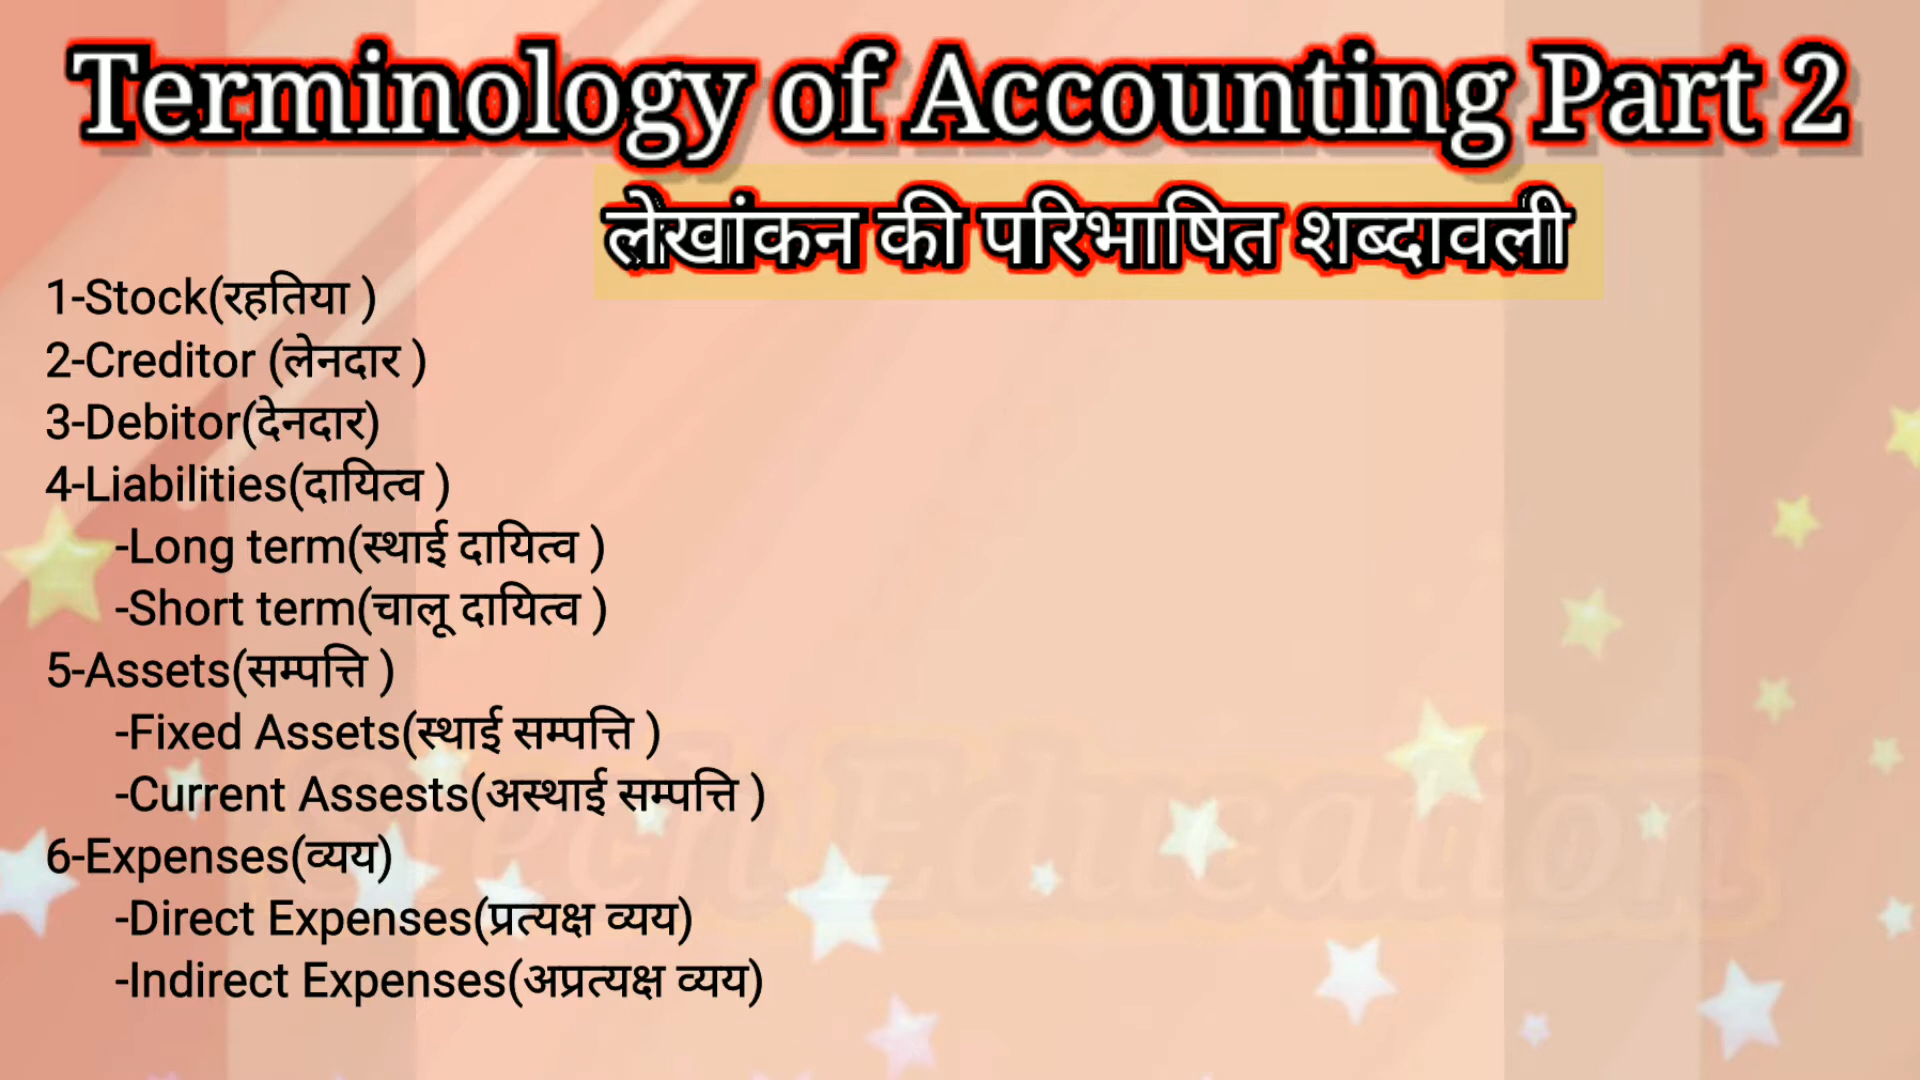 Terminology of Accounting Part 2
लेखांकन की परिभाषित शब्दावली
1-Stock(रहतिया )
2-Creditor (लेनदार )
3-Debitor(देनदार)
4-Liabilities(दायित्व )
-Long term(स्थाई दायित्व )
-Short term(चालू दायित्व )
5-Assets(सम्पत्ति )
-Fixed Assets(स्थाई सम्पत्ति )
-Current Assests(अस्थाई सम्पत्ति )
6-Expenses(व्यय)
-Direct Expenses(प्रत्यक्ष व्यय)
-Indirect Expenses(अप्रत्यक्ष व्यय)
Education